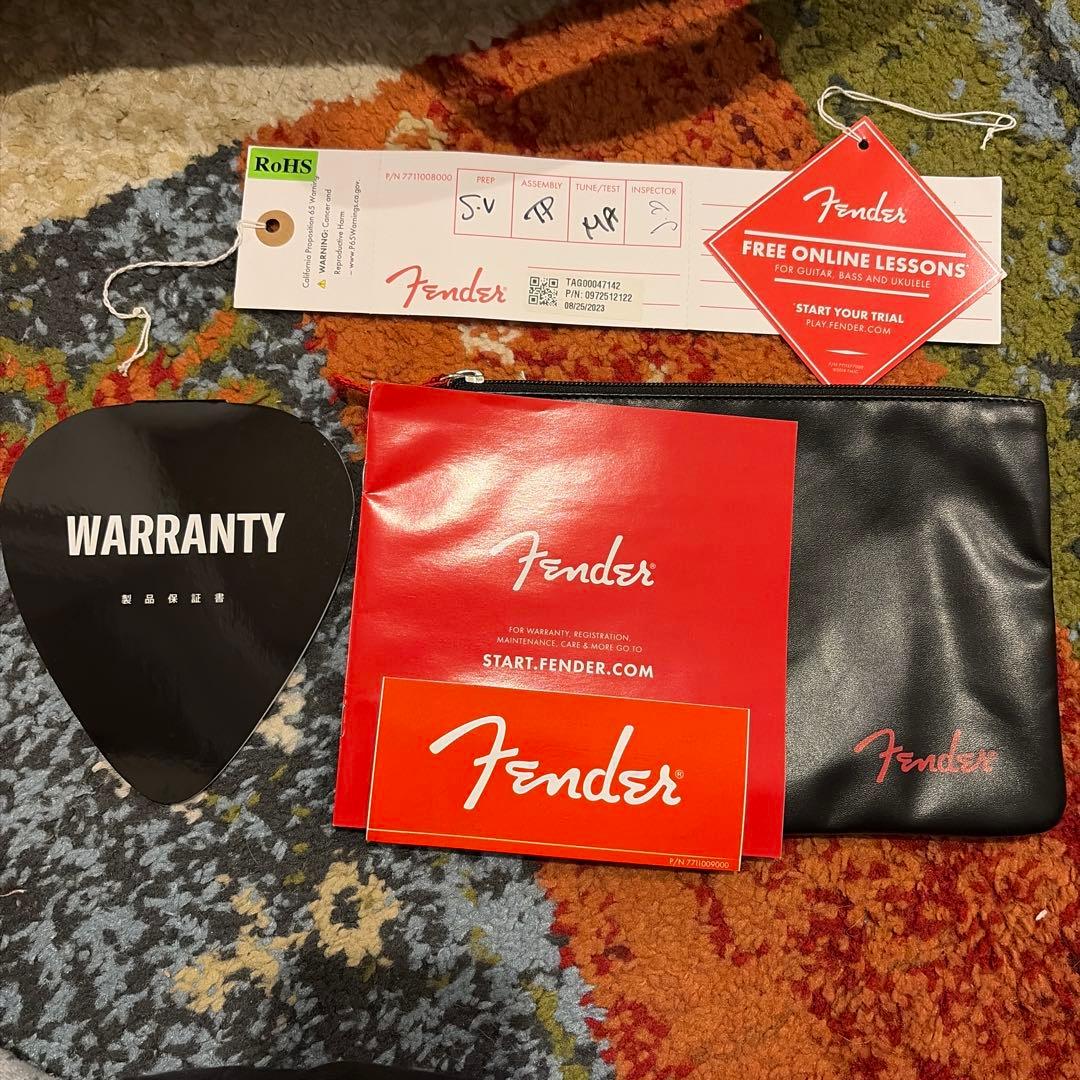 RoHS
California Proposition 65 Warning
⚠ WARNING: Cancer and
Reproductive Harm
– www.P65Warnings.ca.gov.
P/N 7711008000
PREP
ASSEMBLY
TUNE/TEST
INSPECTOR
S.V
TP
Fender®
TAG00047142
P/N: 0972512122
08/25/2023
Fender®
FREE ONLINE LESSONS*
FOR GUITAR, BASS AND UKULELE
*START YOUR TRIAL
PLAY.FENDER.COM
WARRANTY
製品保証書
Fender®
FOR WARRANTY, REGISTRATION,
MAINTENANCE, CARE & MORE GO TO
START.FENDER.COM
Fender®
P/N 7711009000
Fender®